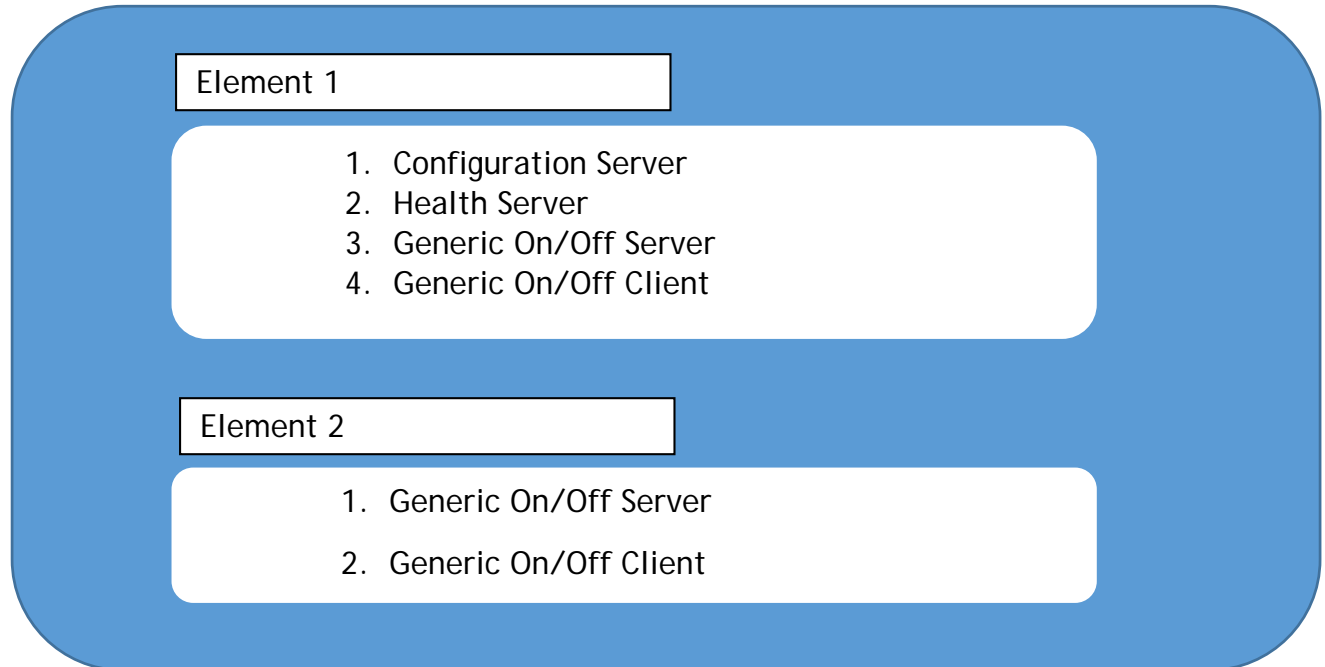 Element 1
1. Configuration Server
2. Health Server
3. Generic On/Off Server
4. Generic On/Off Client
Element 2
1. Generic On/Off Server
2. Generic On/Off Client